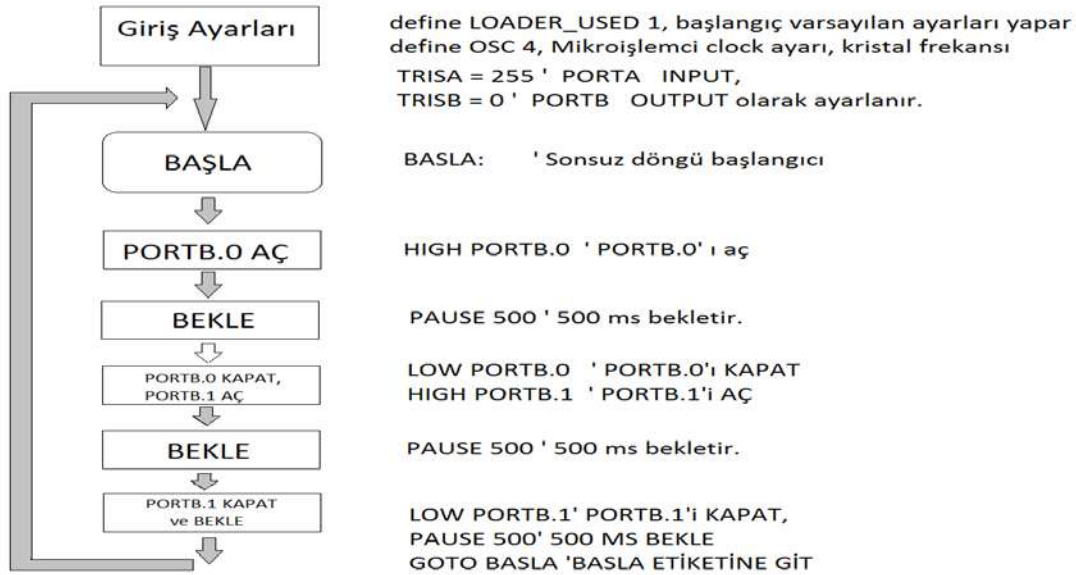 Giriş Ayarları
define LOADER_USED 1, başlangıç varsayılan ayarları yapar
define OSC 4, Mikroişlemci clock ayarı, kristal frekansı
TRISA = 255 ' PORTA INPUT,
TRISB = 0 ' PORTB OUTPUT olarak ayarlanır.
BAŞLA
BASLA: ' Sonsuz döngü başlangıcı
PORTB.0 AÇ
HIGH PORTB.0 ' PORTB.0' ı aç
BEKLE
PAUSE 500 ' 500 ms bekletir.
PORTB.0 KAPAT,
PORTB.1 AÇ
LOW PORTB.0 ' PORTB.0'ı KAPAT
HIGH PORTB.1 ' PORTB.1'i AÇ
BEKLE
PAUSE 500 ' 500 ms bekletir.
PORTB.1 KAPAT
ve BEKLE
LOW PORTB.1' PORTB.1'i KAPAT,
PAUSE 500' 500 MS BEKLE
GOTO BASLA 'BASLA ETİKETİNE GİT